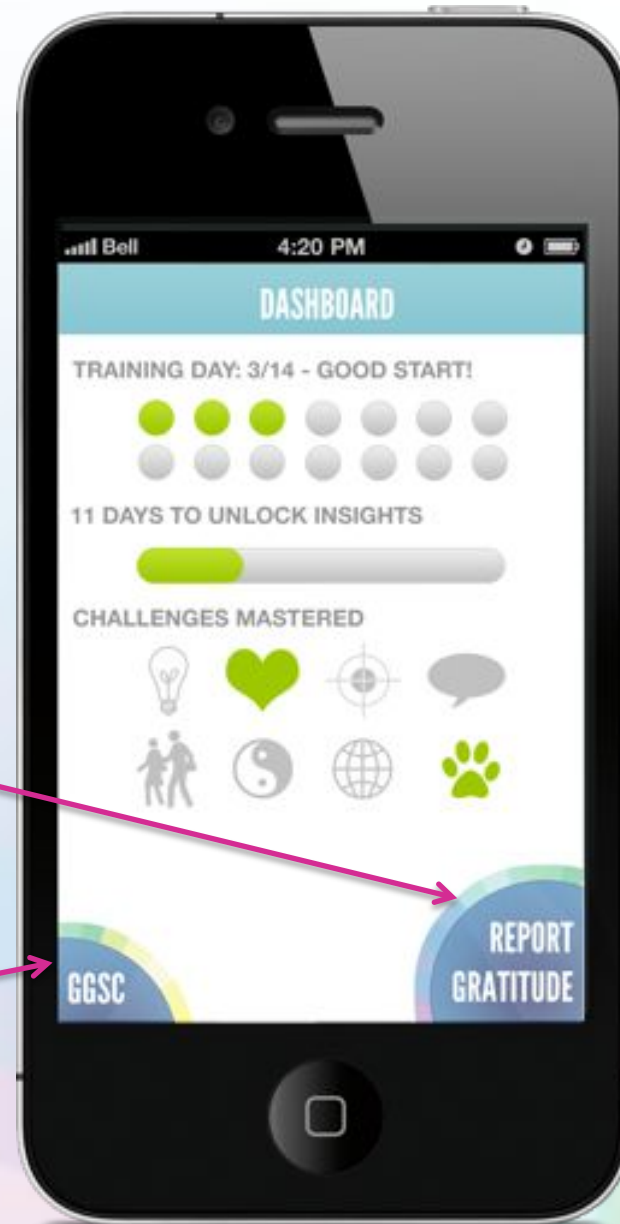 Bell 4:20 PM
DASHBOARD
TRAINING DAY: 3/14 - GOOD START!
11 DAYS TO UNLOCK INSIGHTS
CHALLENGES MASTERED
GGSC
REPORT
GRATITUDE